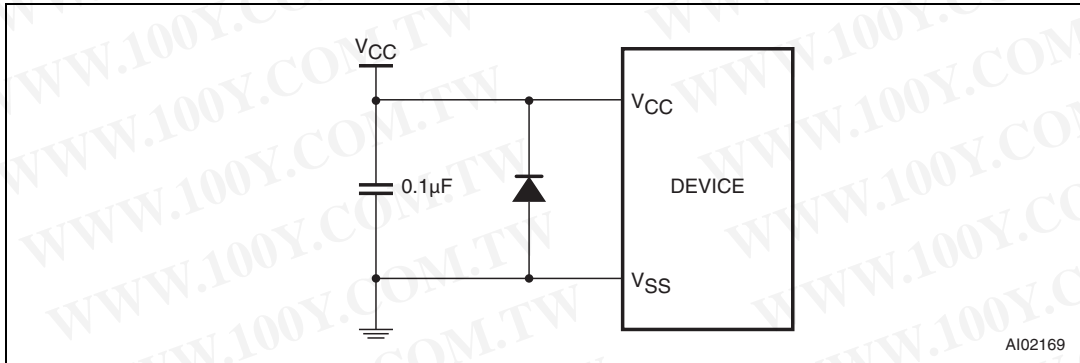 VCC
VCC
0.1µF
DEVICE
VSS
AI02169
WWW.100Y.COM.TW